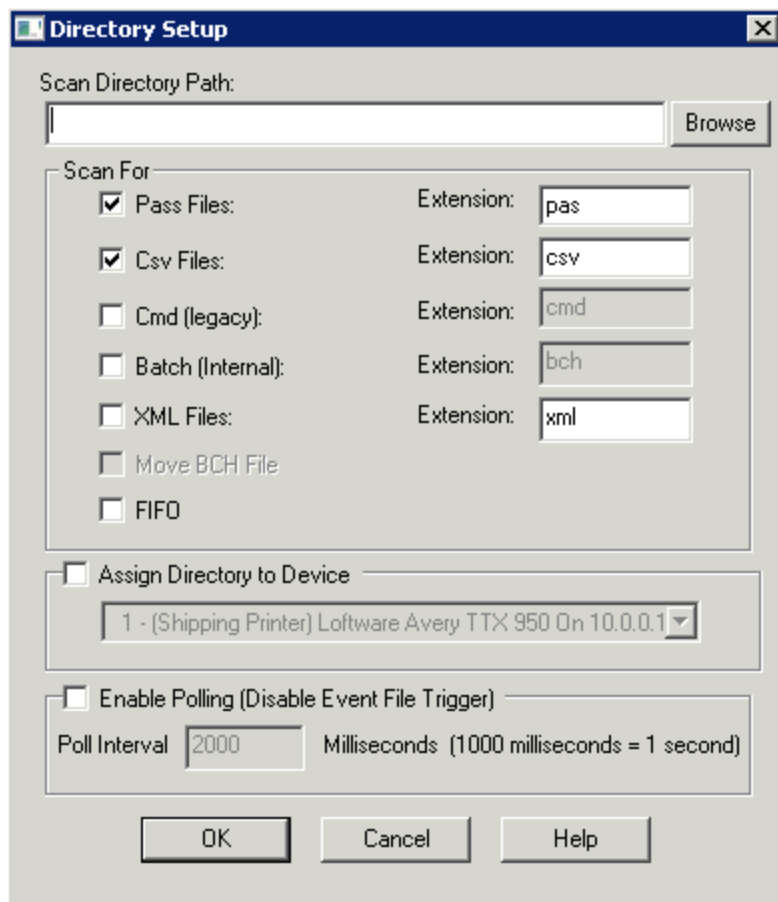 Directory Setup
Scan Directory Path:
Browse
Scan For
Pass Files: Extension: pas
Csv Files: Extension: csv
Cmd (legacy): Extension: cmd
Batch (Internal): Extension: bch
XML Files: Extension: xml
Move BCH File
FIFO
Assign Directory to Device
1 - (Shipping Printer) Loftware Avery TTX 950 On 10.0.0.1
Enable Polling (Disable Event File Trigger)
Poll Interval 2000 Milliseconds (1000 milliseconds = 1 second)
OK Cancel Help